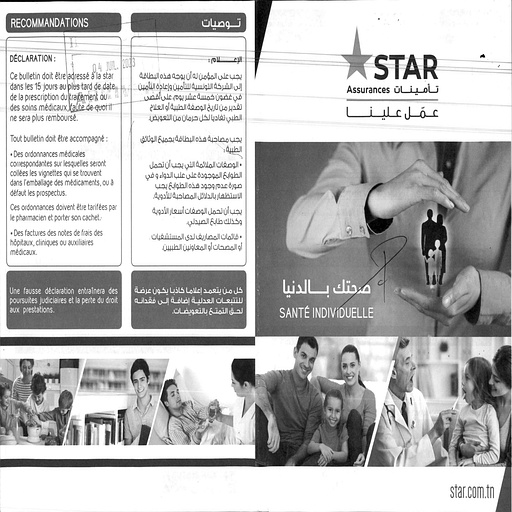 RECOMMANDATIONS
DÉCLARATION :
Ce bulletin doit être adressé à la star
dans les 15 jours au plus tard de date
de la prescription du traitement ou
des soins médicaux, faute de quoi il
ne sera plus remboursé.
Tout bulletin doit être accompagné :
• Des ordonnances médicales
correspondantes sur lesquelles seront
collées les vignettes qui se trouvent
dans l'emballage des médicaments, ou à
défaut les prospectus.
Ces ordonnances doivent être tarifées par
le pharmacien et porter son cachet.
• Des factures des notes de frais des
hôpitaux, cliniques ou auxiliaires
médicaux.
Une fausse déclaration entraînera des
poursuites judiciaires et la perte du droit
aux prestations.
تـوصيات
الإعـــلام :
يجب على المؤمن له أن يوجه هذه البطاقة
إلى الشركة التونسية للتأمين وإعادة التأمين
في غضون خمسة عشر يوم على أقصى
تقدير من تاريخ الوصفة الطبية أو العلاج
الطبي تفاديا لكل حرمان من التعويض.
يجب مصاحبة هذه البطاقة بجميع الوثائق
الطبية :
• الوصفات الملائمة التي يجب أن تحمل
الطوابع الموجودة على علب الدواء و في
صورة عدم وجود هذه الطوابع يجب
الاستظهار بالدلائل المصاحبة للأدوية.
يجب أن تحمل الوصفات أسعار الأدوية
وكذلك طابع الصيدلي.
• قائمات المصاريف لدى المستشفيات
أو المصحات أو المعاونين الطبيين.
كل من يتعمد إعلاما كاذبا يكون عرضة
للتتبعات العدلية إضافة إلى فقدانه
لحق التمتع بالتعويضات.
STAR
Assurances تأمينات
عمّل علينا
صحتك بالدنيا
SANTÉ INDIVIDUELLE
star.com.tn